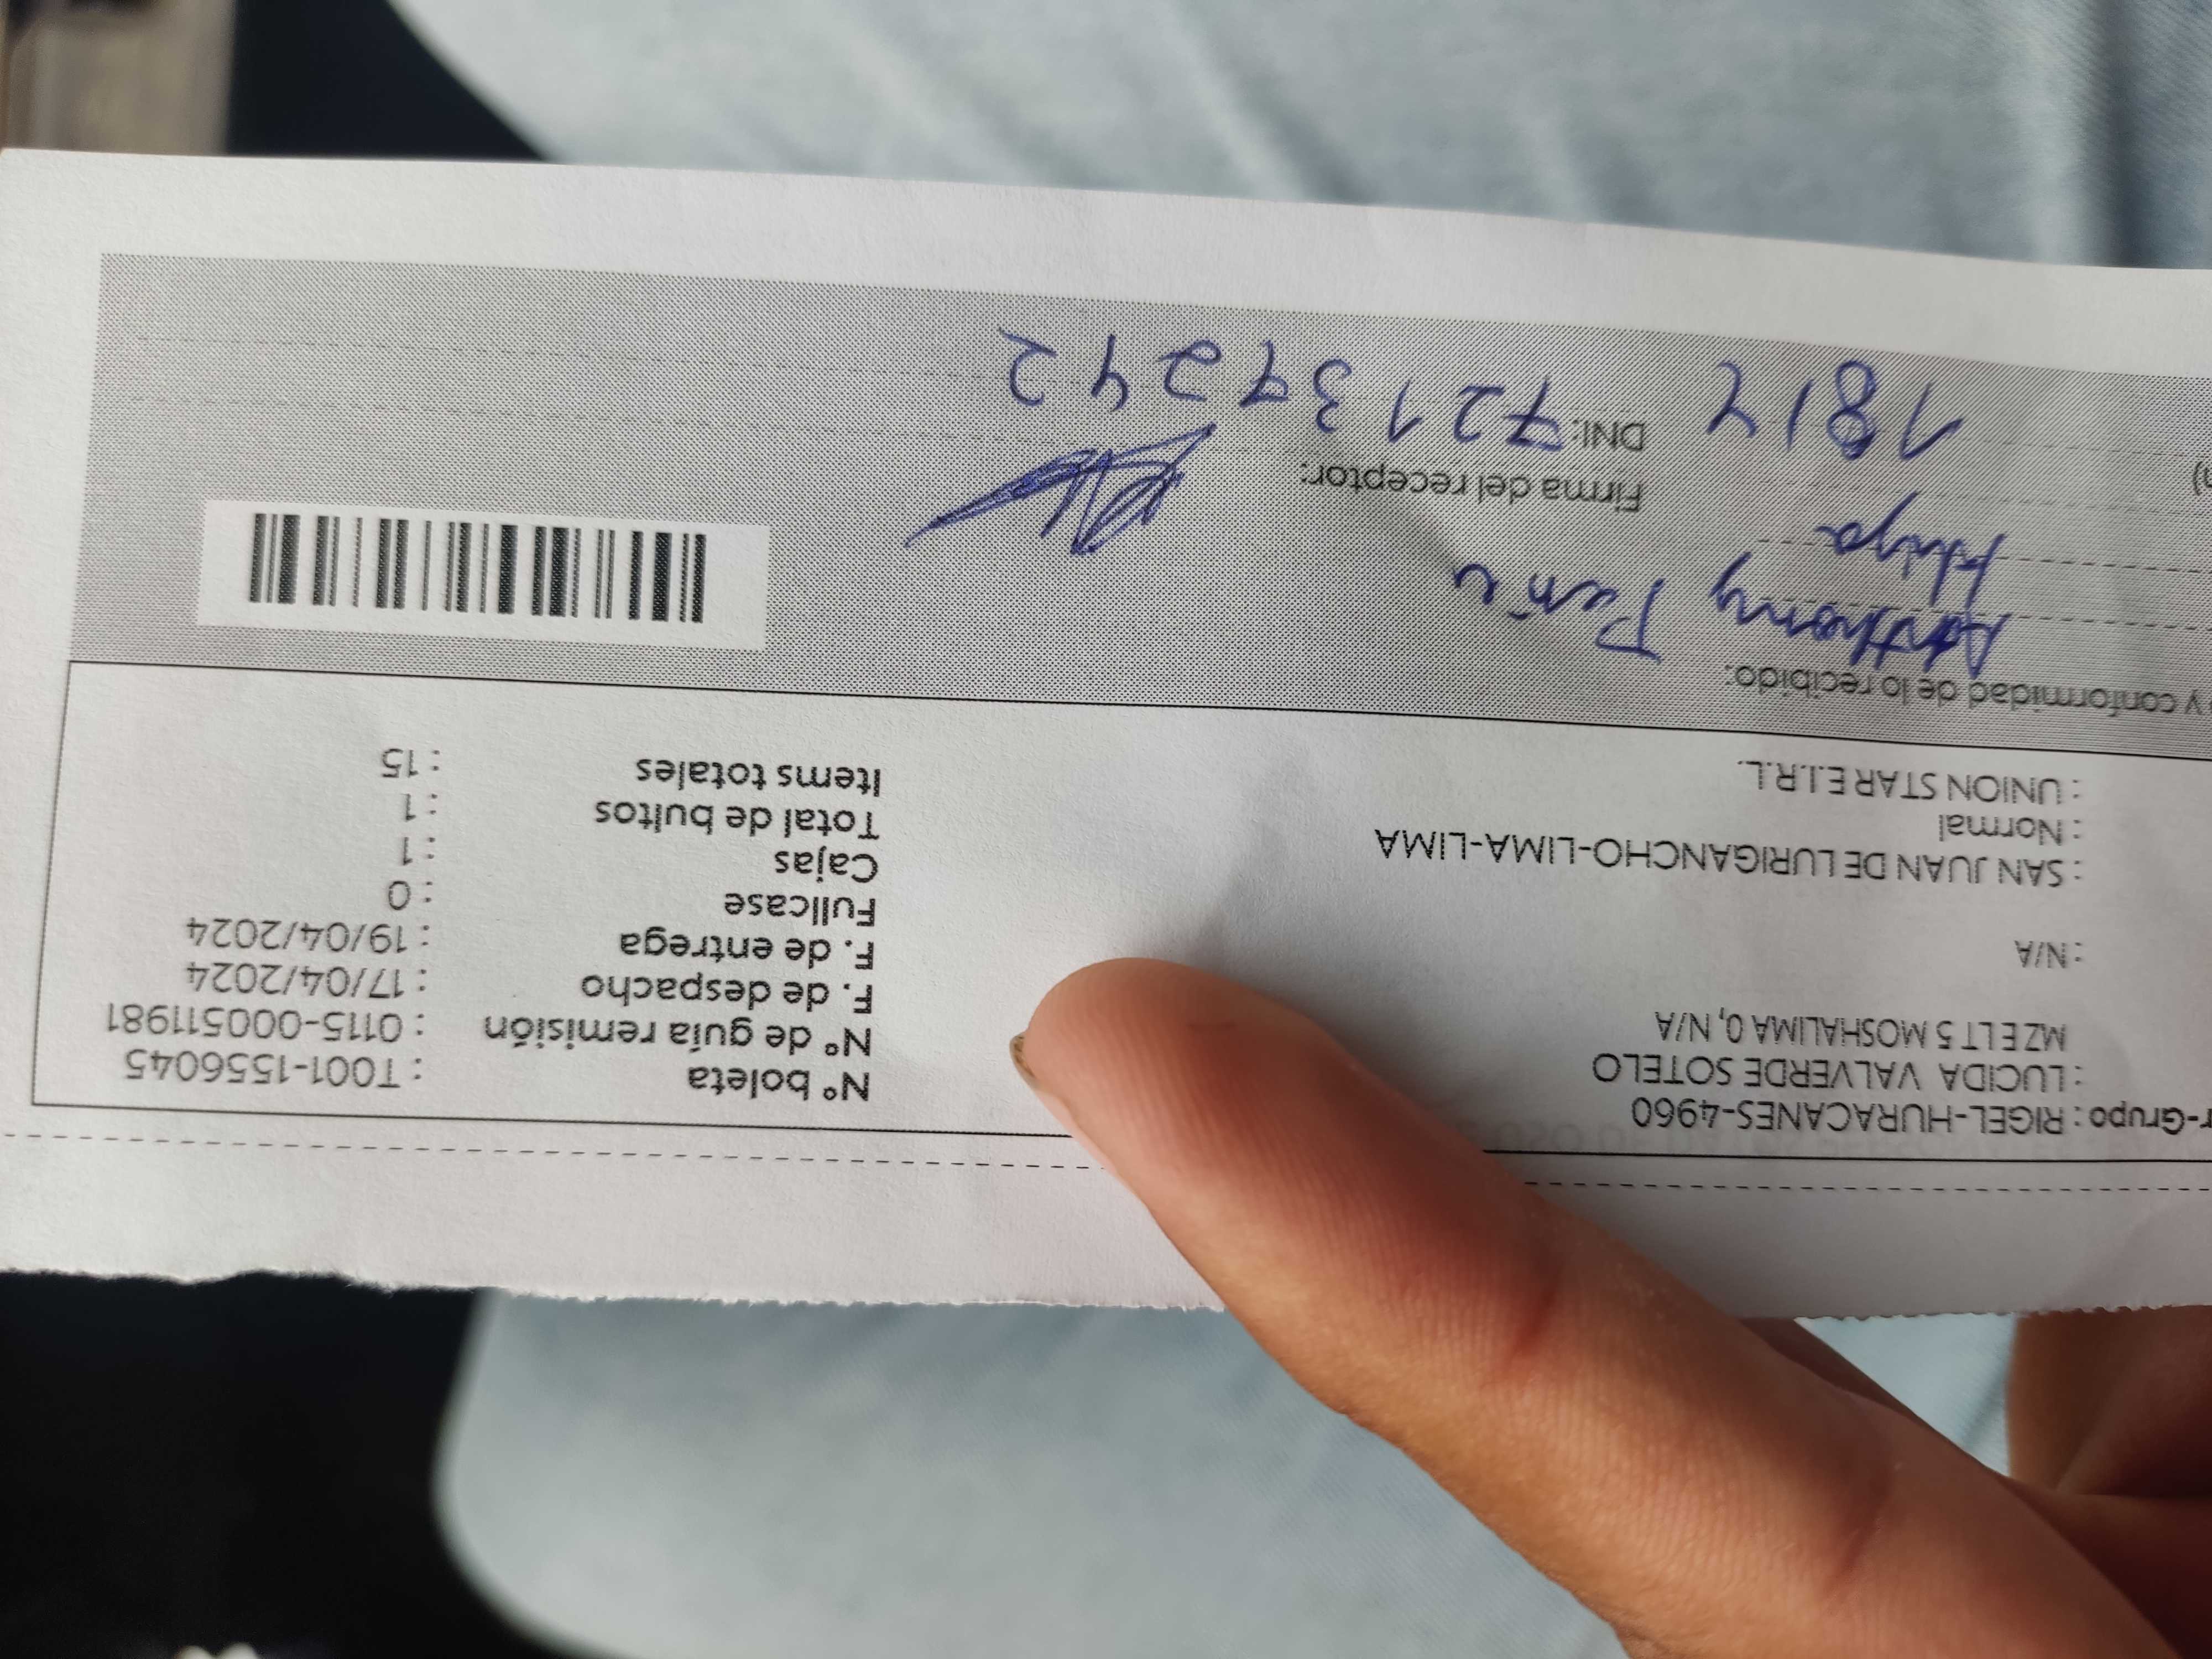 r-Grupo : RIGEL-HURACANES-4960
: LUCIDA VALVERDE SOTELO
MZ E LT 5 MOSHALIMA 0, N/A
: N/A
: SAN JUAN DE LURIGANCHO-LIMA-LIMA
: Normal
: UNION STAR E.I.R.L.
N° boleta : T001-1556045
N° de guía remisión : 0115-000511981
F. de despacho : 17/04/2024
F. de entrega : 19/04/2024
Fullcase : 0
Cajas : 1
Total de bultos : 1
Items totales : 15
y conformidad de lo recibido:
Anthony
Firma del receptor:
DNI: